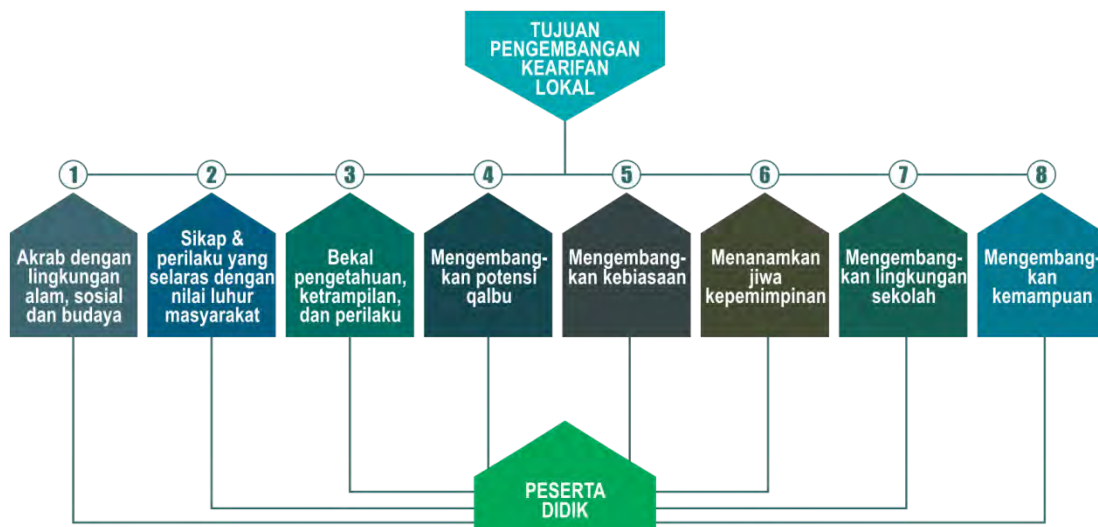 TUJUAN
PENGEMBANGAN
KEARIFAN
LOKAL
1
2
3
4
5
6
7
8
Akrab dengan
lingkungan
alam, sosial
dan budaya
Sikap &
perilaku yang
selaras dengan
nilai luhur
masyarakat
Bekal
pengetahuan,
ketrampilan,
dan perilaku
Mengembang-
kan potensi
qalbu
Mengembang-
kan kebiasaan
Menanamkan
jiwa
kepemimpinan
Mengembang-
kan lingkungan
sekolah
Mengembang-
kan
kemampuan
PESERTA
DIDIK